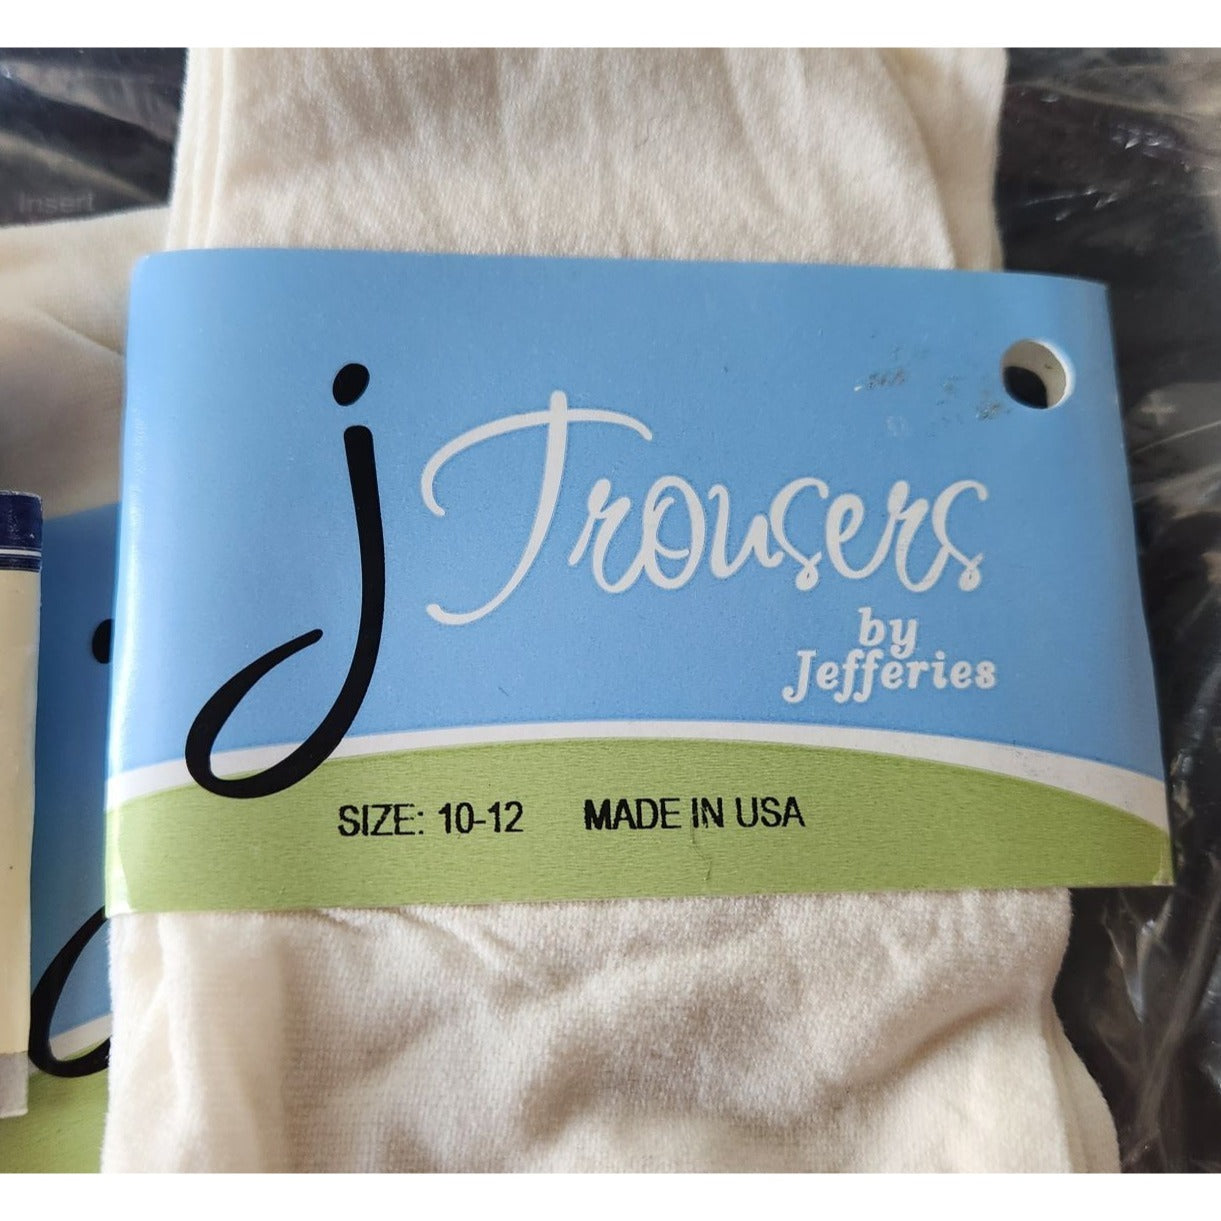 Insert
j Trousers
by
Jefferies
SIZE: 10-12 MADE IN USA